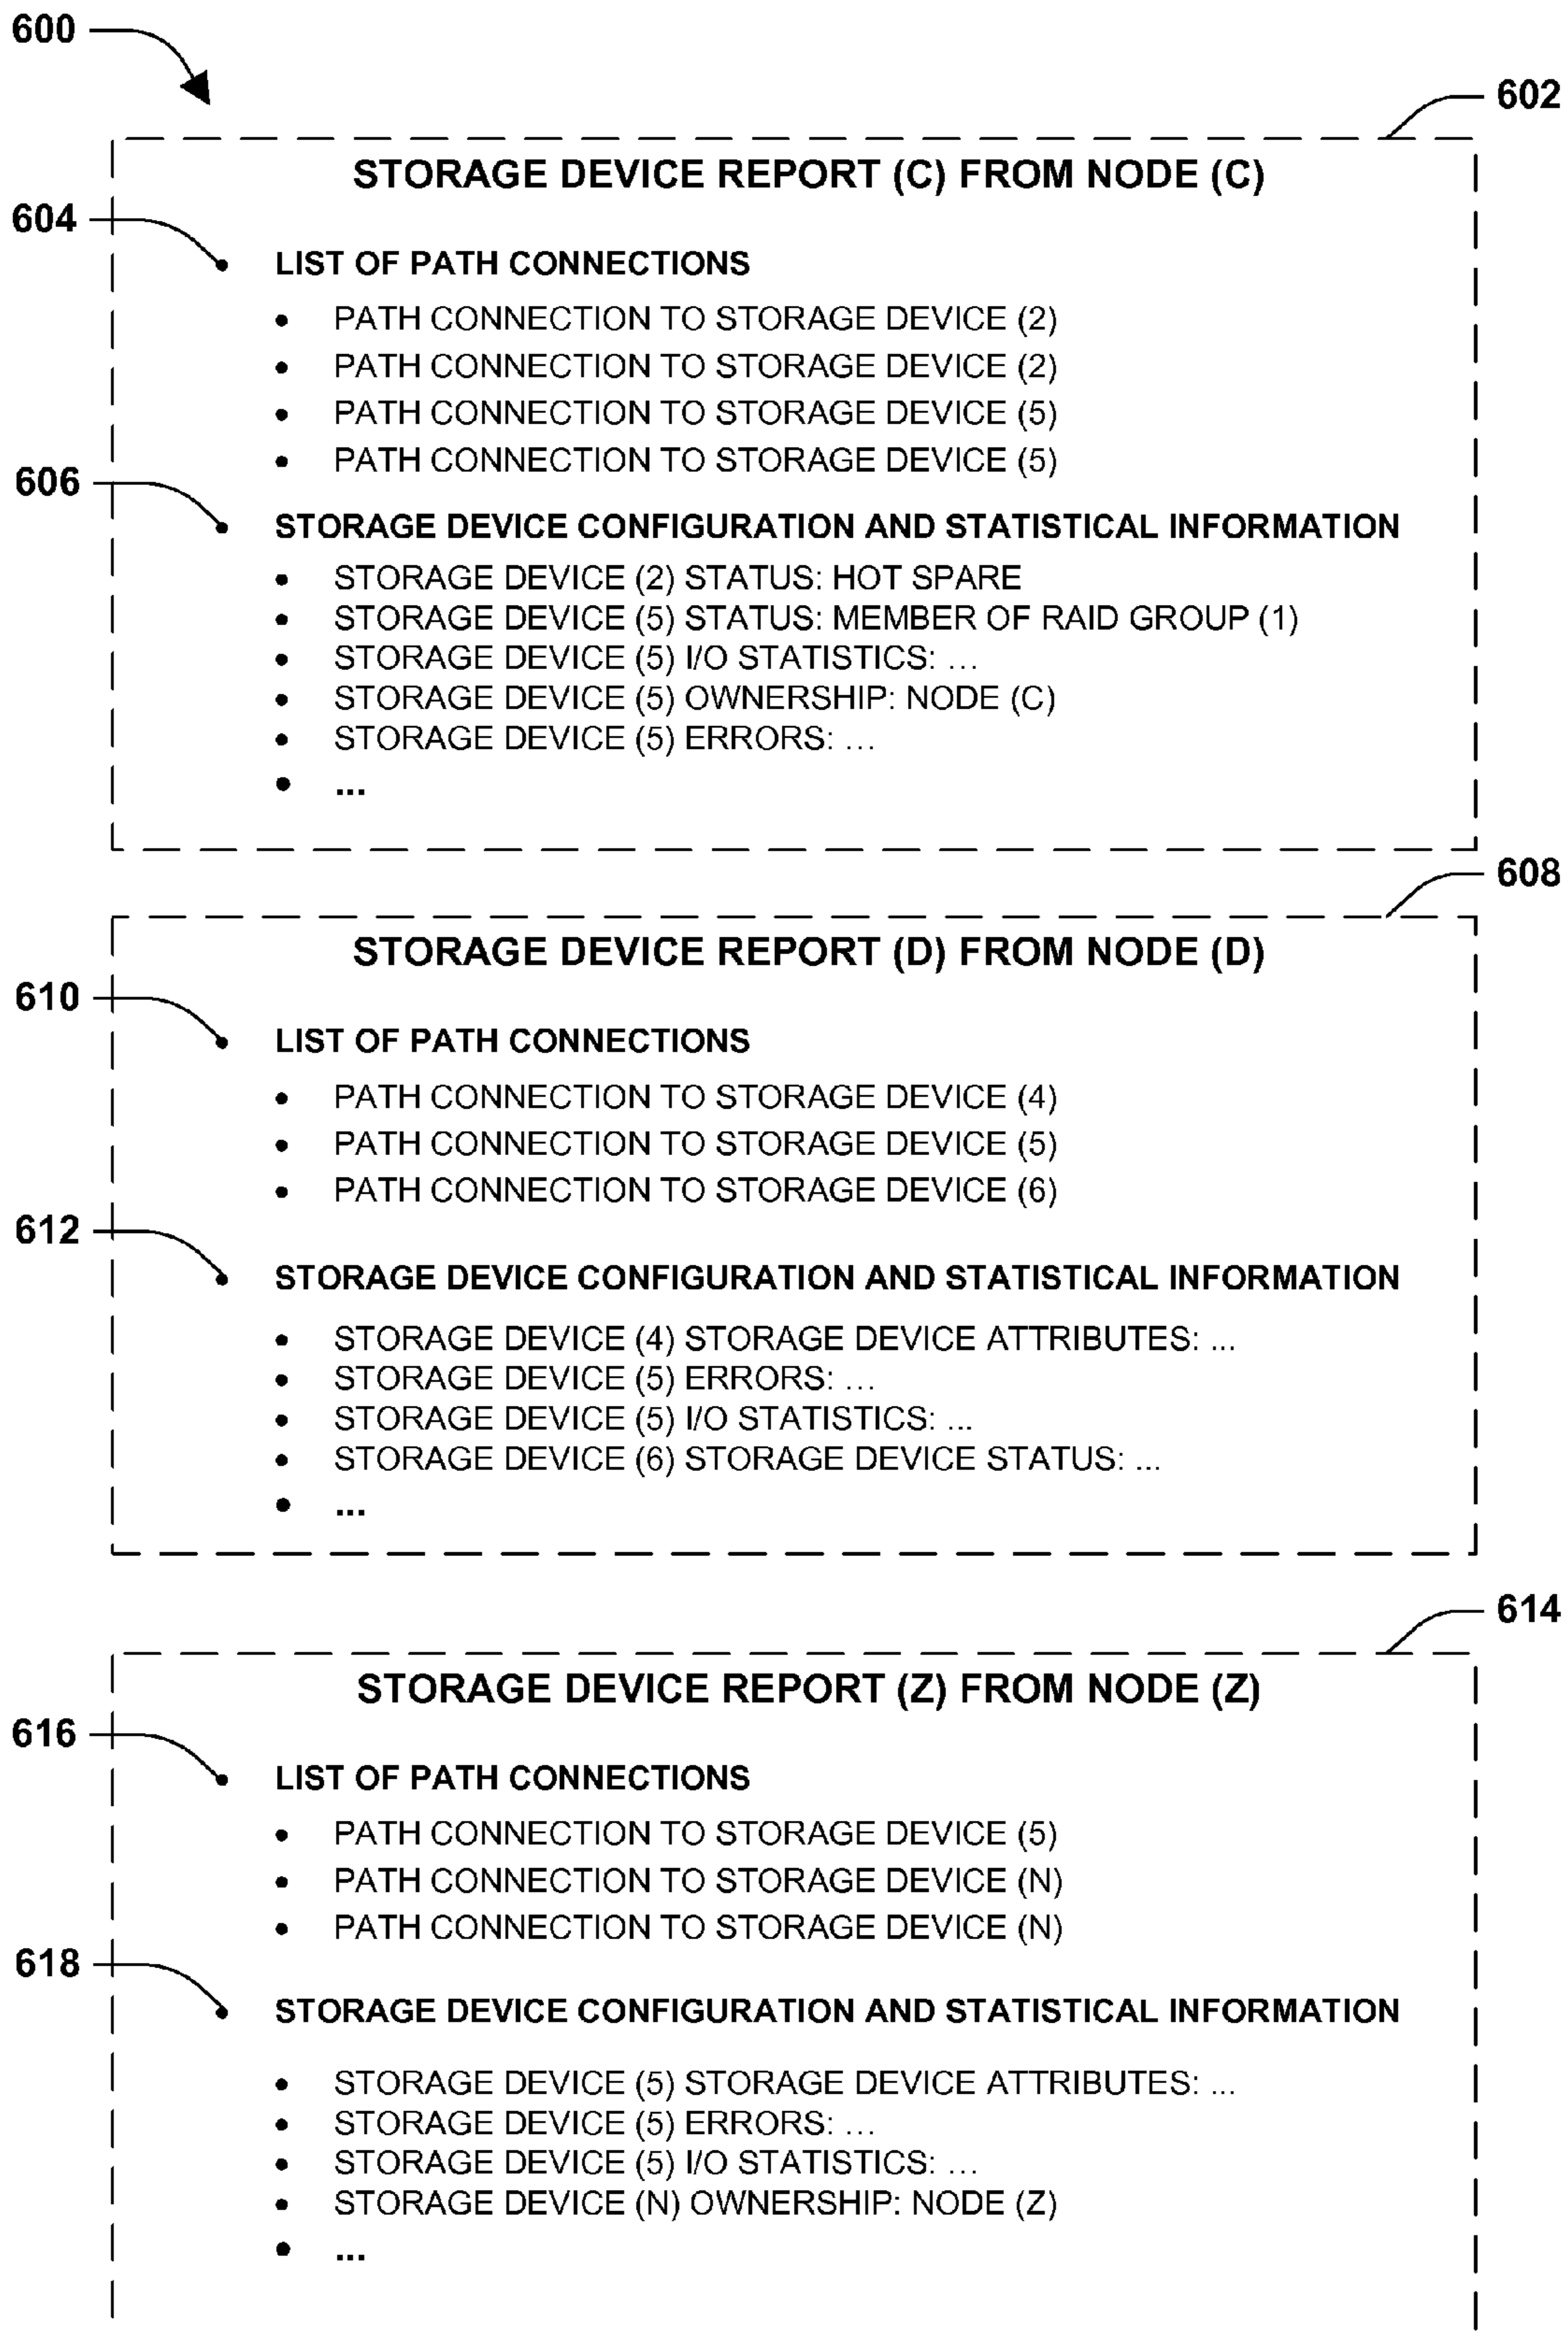 600
602
STORAGE DEVICE REPORT (C) FROM NODE (C)
604
• LIST OF PATH CONNECTIONS
• PATH CONNECTION TO STORAGE DEVICE (2)
• PATH CONNECTION TO STORAGE DEVICE (2)
• PATH CONNECTION TO STORAGE DEVICE (5)
• PATH CONNECTION TO STORAGE DEVICE (5)
606
• STORAGE DEVICE CONFIGURATION AND STATISTICAL INFORMATION
• STORAGE DEVICE (2) STATUS: HOT SPARE
• STORAGE DEVICE (5) STATUS: MEMBER OF RAID GROUP (1)
• STORAGE DEVICE (5) I/O STATISTICS: ...
• STORAGE DEVICE (5) OWNERSHIP: NODE (C)
• STORAGE DEVICE (5) ERRORS: ...
• ...
608
STORAGE DEVICE REPORT (D) FROM NODE (D)
610
• LIST OF PATH CONNECTIONS
• PATH CONNECTION TO STORAGE DEVICE (4)
• PATH CONNECTION TO STORAGE DEVICE (5)
• PATH CONNECTION TO STORAGE DEVICE (6)
612
• STORAGE DEVICE CONFIGURATION AND STATISTICAL INFORMATION
• STORAGE DEVICE (4) STORAGE DEVICE ATTRIBUTES: ...
• STORAGE DEVICE (5) ERRORS: ...
• STORAGE DEVICE (5) I/O STATISTICS: ...
• STORAGE DEVICE (6) STORAGE DEVICE STATUS: ...
• ...
614
STORAGE DEVICE REPORT (Z) FROM NODE (Z)
616
• LIST OF PATH CONNECTIONS
• PATH CONNECTION TO STORAGE DEVICE (5)
• PATH CONNECTION TO STORAGE DEVICE (N)
• PATH CONNECTION TO STORAGE DEVICE (N)
618
• STORAGE DEVICE CONFIGURATION AND STATISTICAL INFORMATION
• STORAGE DEVICE (5) STORAGE DEVICE ATTRIBUTES: ...
• STORAGE DEVICE (5) ERRORS: ...
• STORAGE DEVICE (5) I/O STATISTICS: ...
• STORAGE DEVICE (N) OWNERSHIP: NODE (Z)
• ...